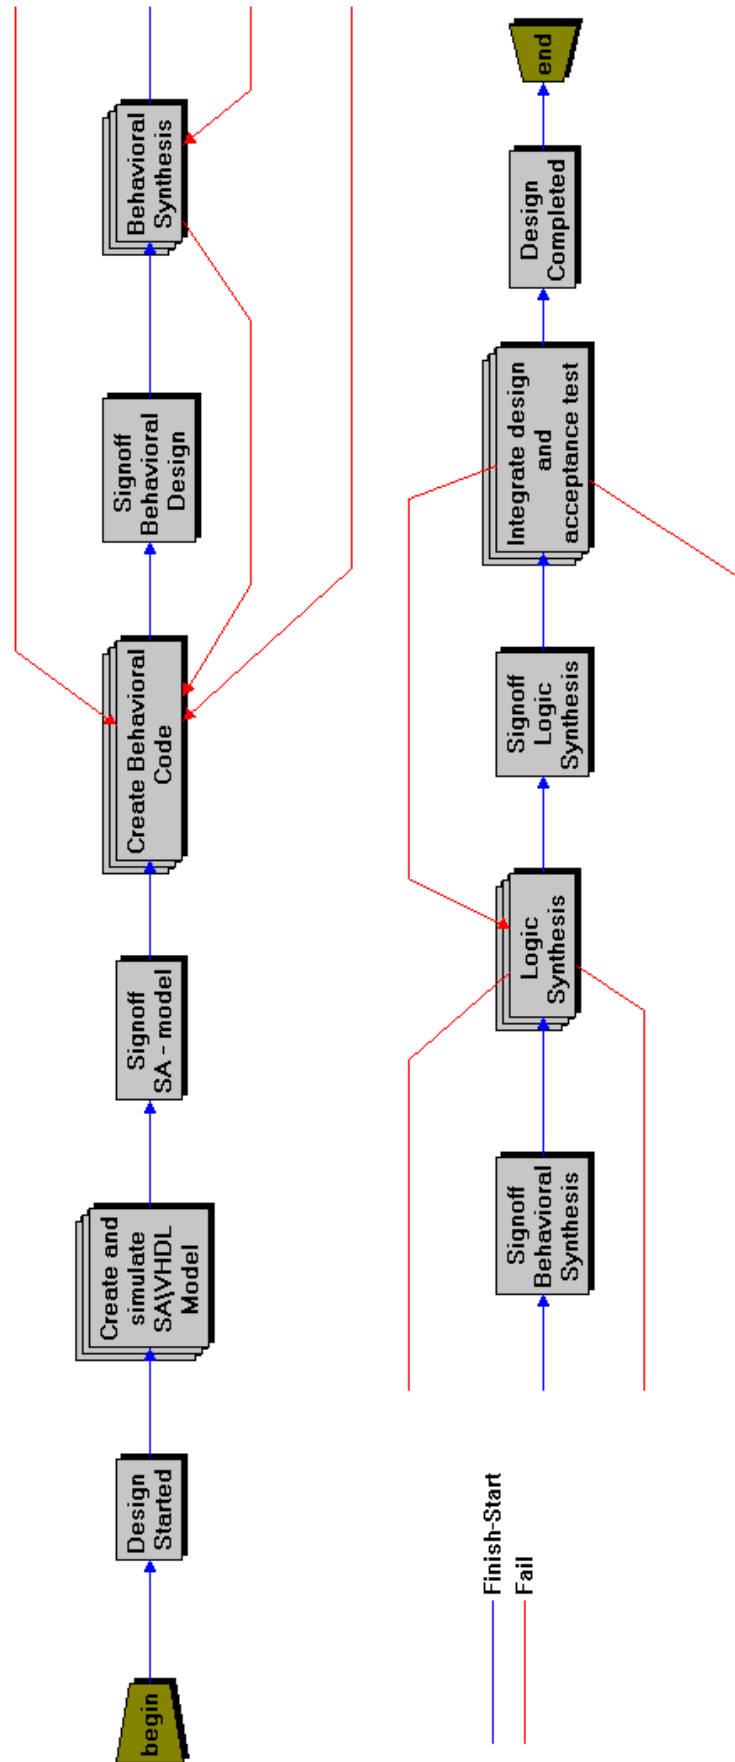 begin
Design
Started
Create and
simulate
SA\VHDL
Model
Signoff
SA - model
Create Behavioral
Code
Signoff
Behavioral
Design
Behavioral
Synthesis
Signoff
Behavioral
Synthesis
Logic
Synthesis
Signoff
Logic
Synthesis
Integrate design
and
acceptance test
Design
Completed
end
Finish-Start
Fail